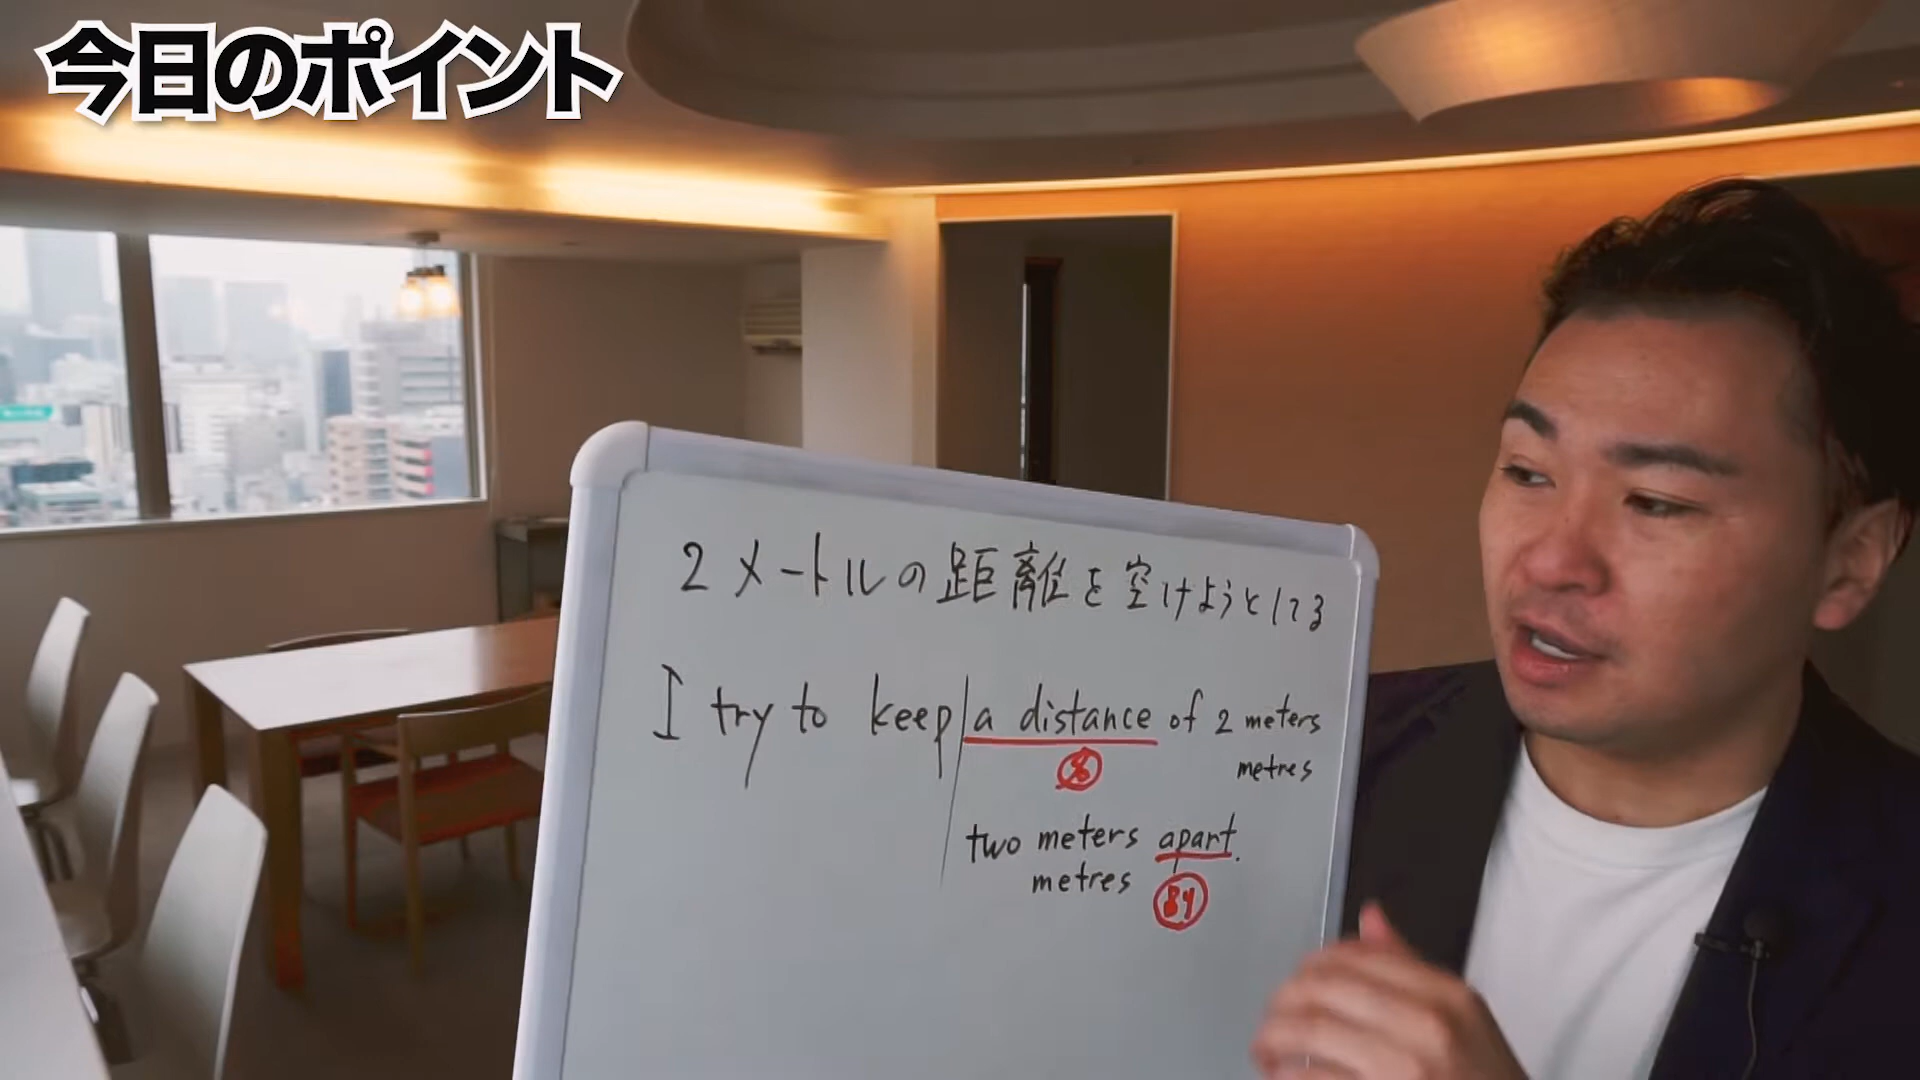 今日のポイント
2メートルの距離を空けようとしてる
I try to keep a distance of 2 meters
metres
two meters apart.
metres